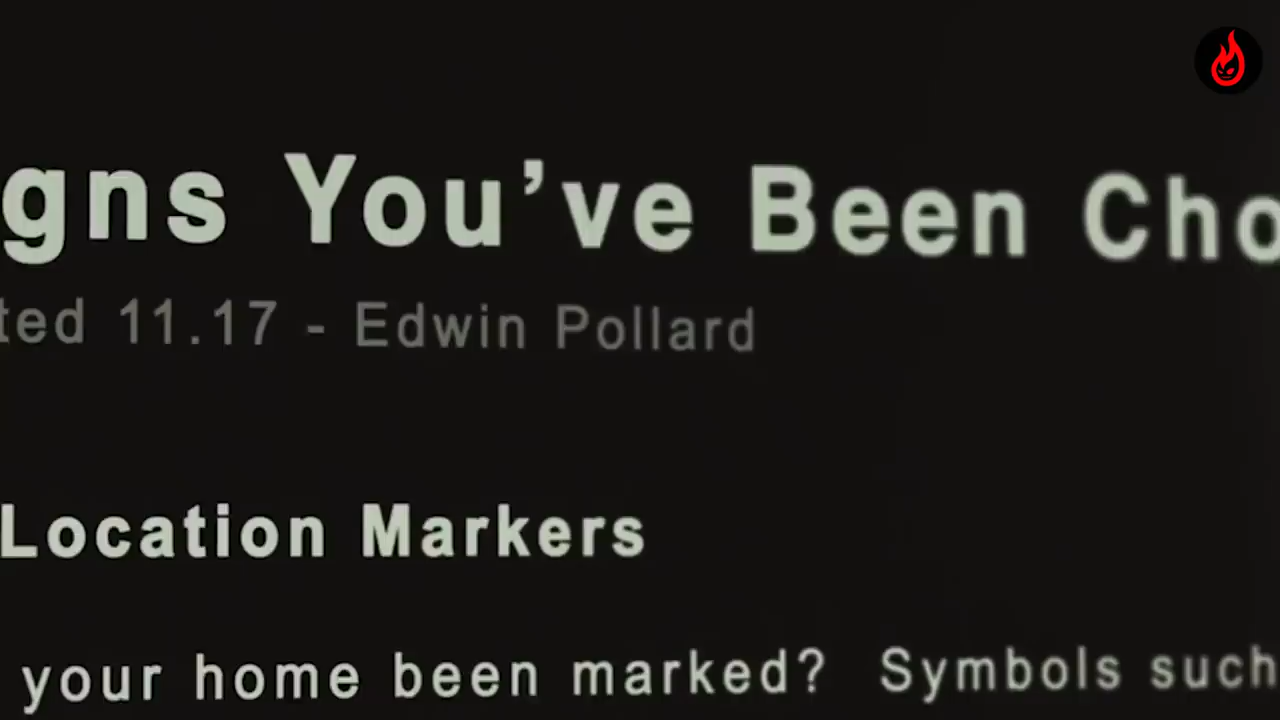 gns You've Been Cho
ted 11.17 - Edwin Pollard
Location Markers
your home been marked? Symbols such